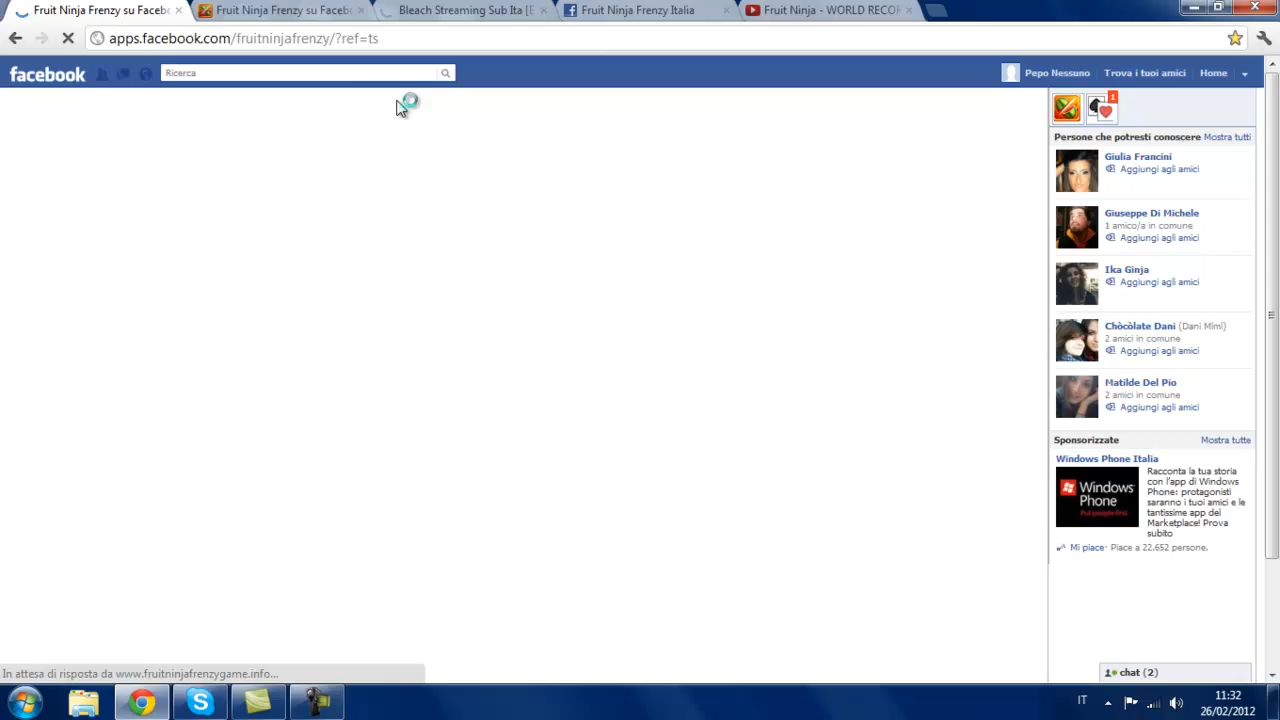 Fruit Ninja Frenzy su Faceb
Fruit Ninja Frenzy su Faceb
Bleach Streaming Sub Ita [E
Fruit Ninja Frenzy Italia
Fruit Ninja - WORLD RECO
apps.facebook.com/fruitninjafrenzy/?ref=ts
facebook
Ricerca
Pepo Nessuno
Trova i tuoi amici
Home
1
Persone che potresti conoscere Mostra tutti
Giulia Francini
Aggiungi agli amici
Giuseppe Di Michele
1 amico/a in comune
Aggiungi agli amici
Ika Ginja
Aggiungi agli amici
Chòcòlate Dani (Dani Mimì)
2 amici in comune
Aggiungi agli amici
Matilde Del Pio
2 amici in comune
Aggiungi agli amici
Sponsorizzate Mostra tutte
Windows Phone Italia
Windows Phone
Put people first.
Racconta la tua storia
con l'app di Windows
Phone: protagonisti
saranno i tuoi amici e le
tantissime app del
Marketplace! Prova
subito
Mi piace · Piace a 22.652 persone.
chat (2)
In attesa di risposta da www.fruitninjafrenzygame.info...
IT
11:32
26/02/2012